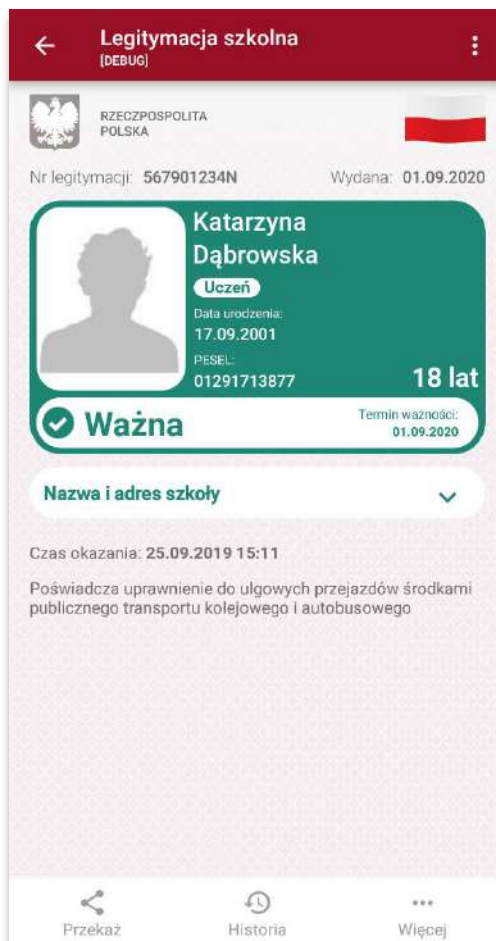 Legitymacja szkolna
[DEBUG]
RZECZPOSPOLITA
POLSKA
Nr legitymacji: 567901234N Wydana: 01.09.2020
Katarzyna
Dąbrowska
Uczeń
Data urodzenia:
17.09.2001
PESEL:
01291713877
18 lat
Ważna
Termin ważności:
01.09.2020
Nazwa i adres szkoły
Czas okazania: 25.09.2019 15:11
Poświadcza uprawnienie do ulgowych przejazdów środkami
publicznego transportu kolejowego i autobusowego
Przekaż Historia Więcej